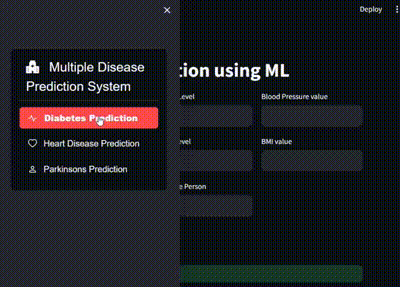 Deploy
Multiple Disease
Prediction System
tion using ML
Diabetes Prediction
Level
Blood Pressure value
Heart Disease Prediction
evel
BMI value
Parkinsons Prediction
e Person